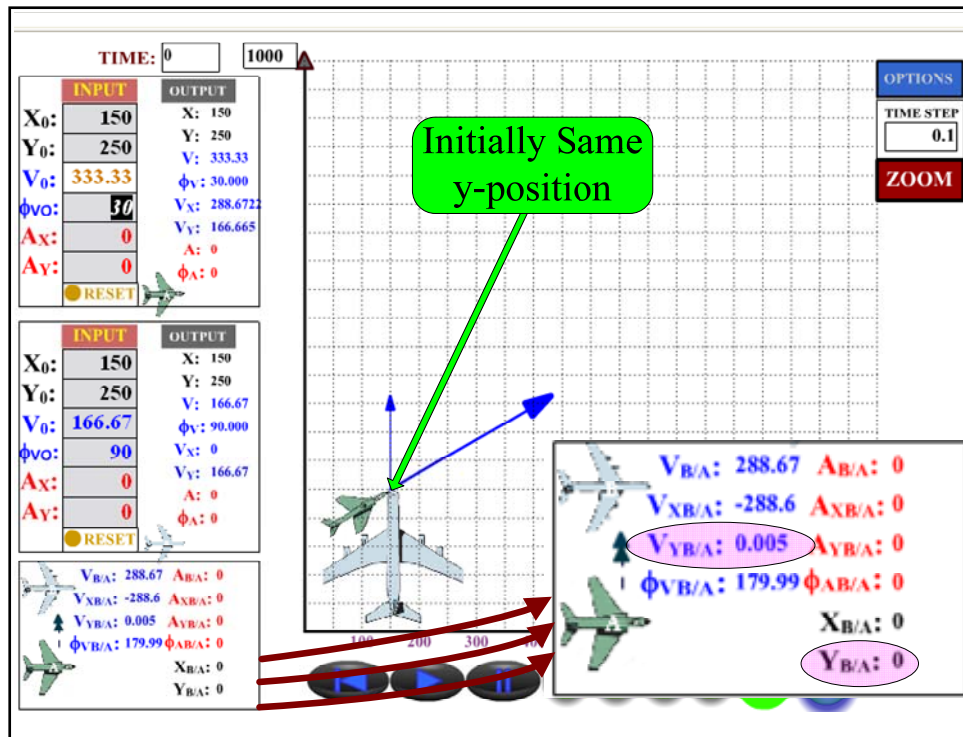 TIME: 0 1000
INPUT OUTPUT
X0: 150 X: 150
Y0: 250 Y: 250
V0: 333.33 V: 333.33
ϕvo: 30 ϕV: 30.000
VX: 288.6722
AX: 0 VY: 166.665
AY: 0 A: 0
ϕA: 0
RESET
INPUT OUTPUT
X0: 150 X: 150
Y0: 250 Y: 250
V0: 166.67 V: 166.67
ϕvo: 90 ϕV: 90.000
VX: 0
AX: 0 VY: 166.67
AY: 0 A: 0
ϕA: 0
RESET
VB/A: 288.67 AB/A: 0
VXB/A: -288.6 AXB/A: 0
VYB/A: 0.005 AYB/A: 0
ϕVB/A: 179.99 ϕAB/A: 0
A
XB/A: 0
YB/A: 0
Initially Same
y-position
100 200 300
OPTIONS
TIME STEP
0.1
ZOOM
B
VB/A: 288.67 AB/A: 0
VXB/A: -288.6 AXB/A: 0
VYB/A: 0.005 AYB/A: 0
ϕVB/A: 179.99 ϕAB/A: 0
A
XB/A: 0
YB/A: 0